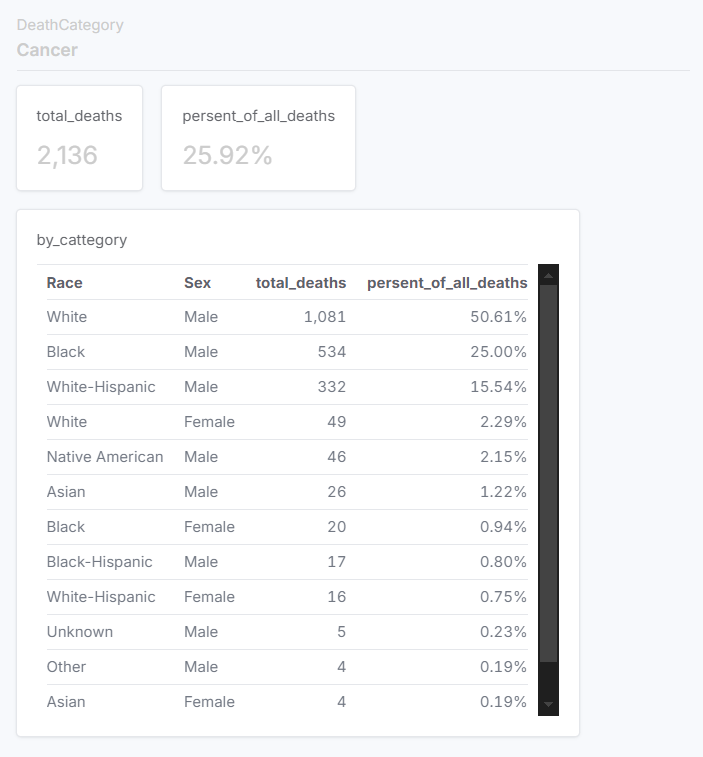 DeathCategory
Cancer
total_deaths persent_of_all_deaths
2,136 25.92%
by_cattegory
Race Sex total_deaths persent_of_all_deaths
White Male 1,081 50.61%
Black Male 534 25.00%
White-Hispanic Male 332 15.54%
White Female 49 2.29%
Native American Male 46 2.15%
Asian Male 26 1.22%
Black Female 20 0.94%
Black-Hispanic Male 17 0.80%
White-Hispanic Female 16 0.75%
Unknown Male 5 0.23%
Other Male 4 0.19%
Asian Female 4 0.19%